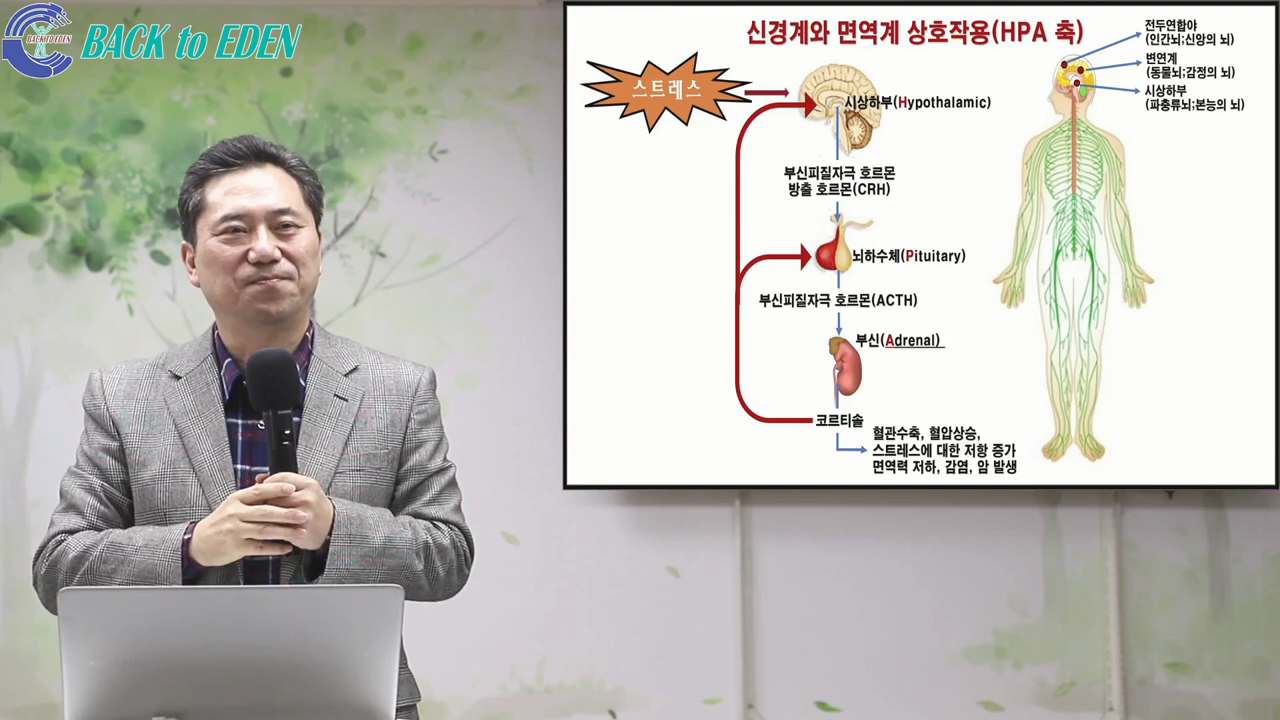 BACK TO EDEN
BACK to EDEN
신경계와 면역계 상호작용(HPA 축)
스트레스
시상하부(Hypothalamic)
부신피질자극 호르몬
방출 호르몬(CRH)
뇌하수체(Pituitary)
부신피질자극 호르몬(ACTH)
부신(Adrenal)
코르티솔
혈관수축, 혈압상승,
스트레스에 대한 저항 증가
면역력 저하, 감염, 암 발생
전두연합야
(인간뇌;신앙의 뇌)
변연계
(동물뇌;감정의 뇌)
시상하부
(파충류뇌;본능의 뇌)